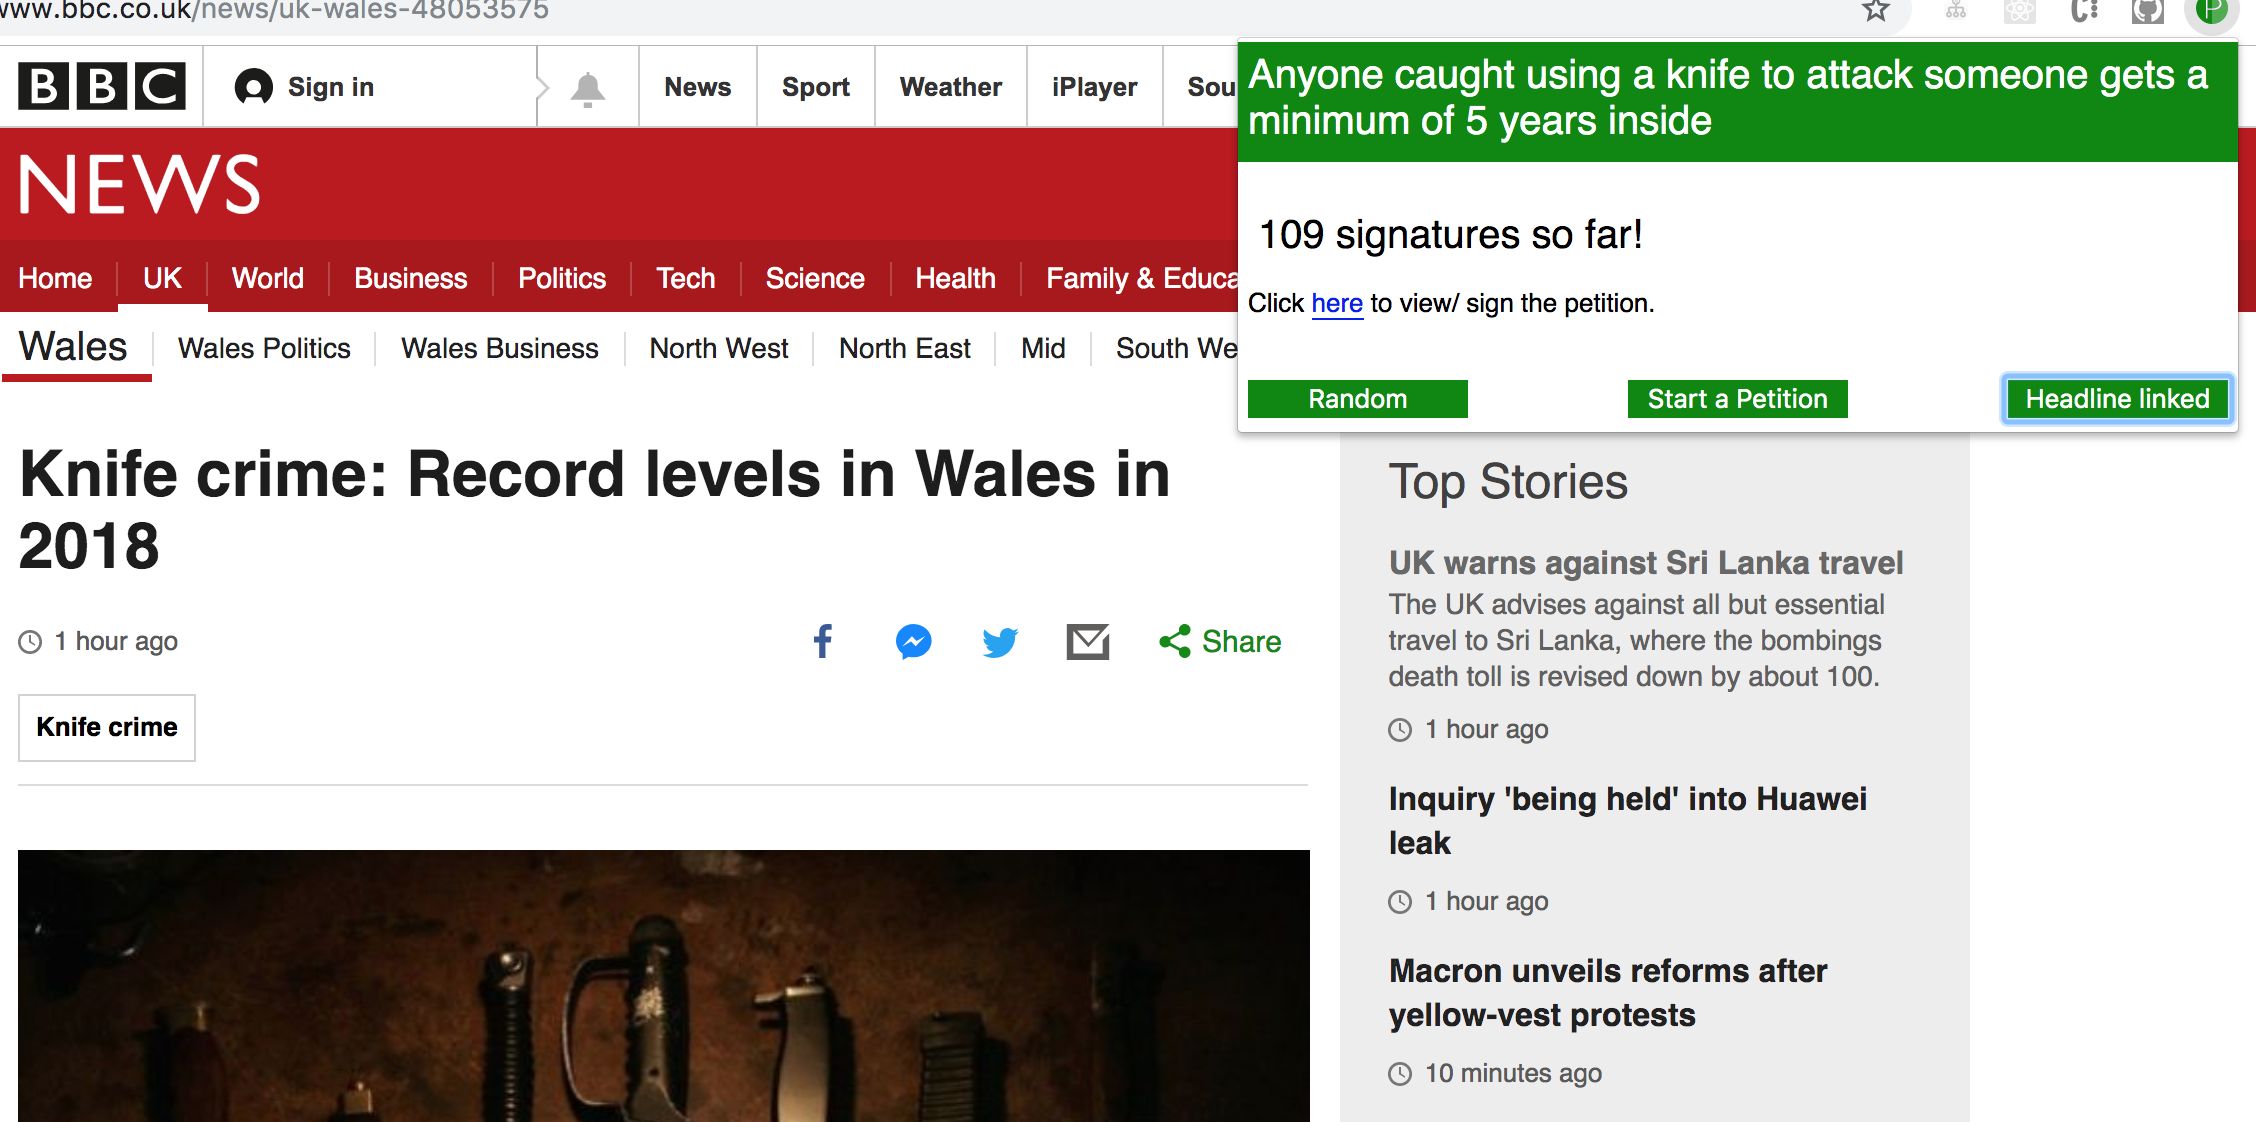 www.bbc.co.uk/news/uk-wales-48053575
BBC
Sign in
News
Sport
Weather
iPlayer
Sou
NEWS
Home
UK
World
Business
Politics
Tech
Science
Health
Family & Educa
Wales
Wales Politics
Wales Business
North West
North East
Mid
South We
Anyone caught using a knife to attack someone gets a
minimum of 5 years inside
109 signatures so far!
Click here to view/ sign the petition.
Random
Start a Petition
Headline linked
Knife crime: Record levels in Wales in
2018
1 hour ago
Share
Knife crime
Top Stories
UK warns against Sri Lanka travel
The UK advises against all but essential
travel to Sri Lanka, where the bombings
death toll is revised down by about 100.
1 hour ago
Inquiry 'being held' into Huawei
leak
1 hour ago
Macron unveils reforms after
yellow-vest protests
10 minutes ago